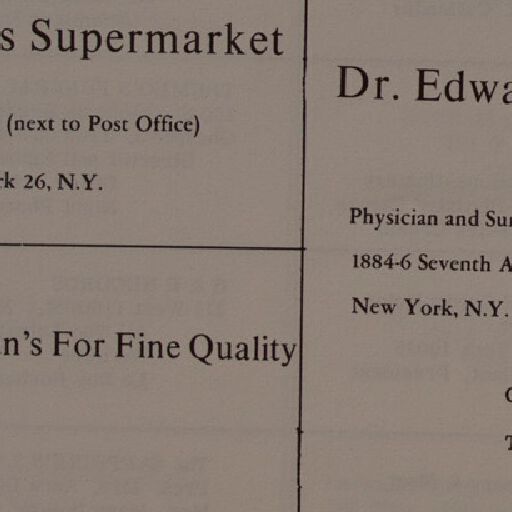 s Supermarket
(next to Post Office)
rk 26, N.Y.
n's For Fine Quality
Dr. Edwa
Physician and Sur
1884-6 Seventh A
New York, N.Y.